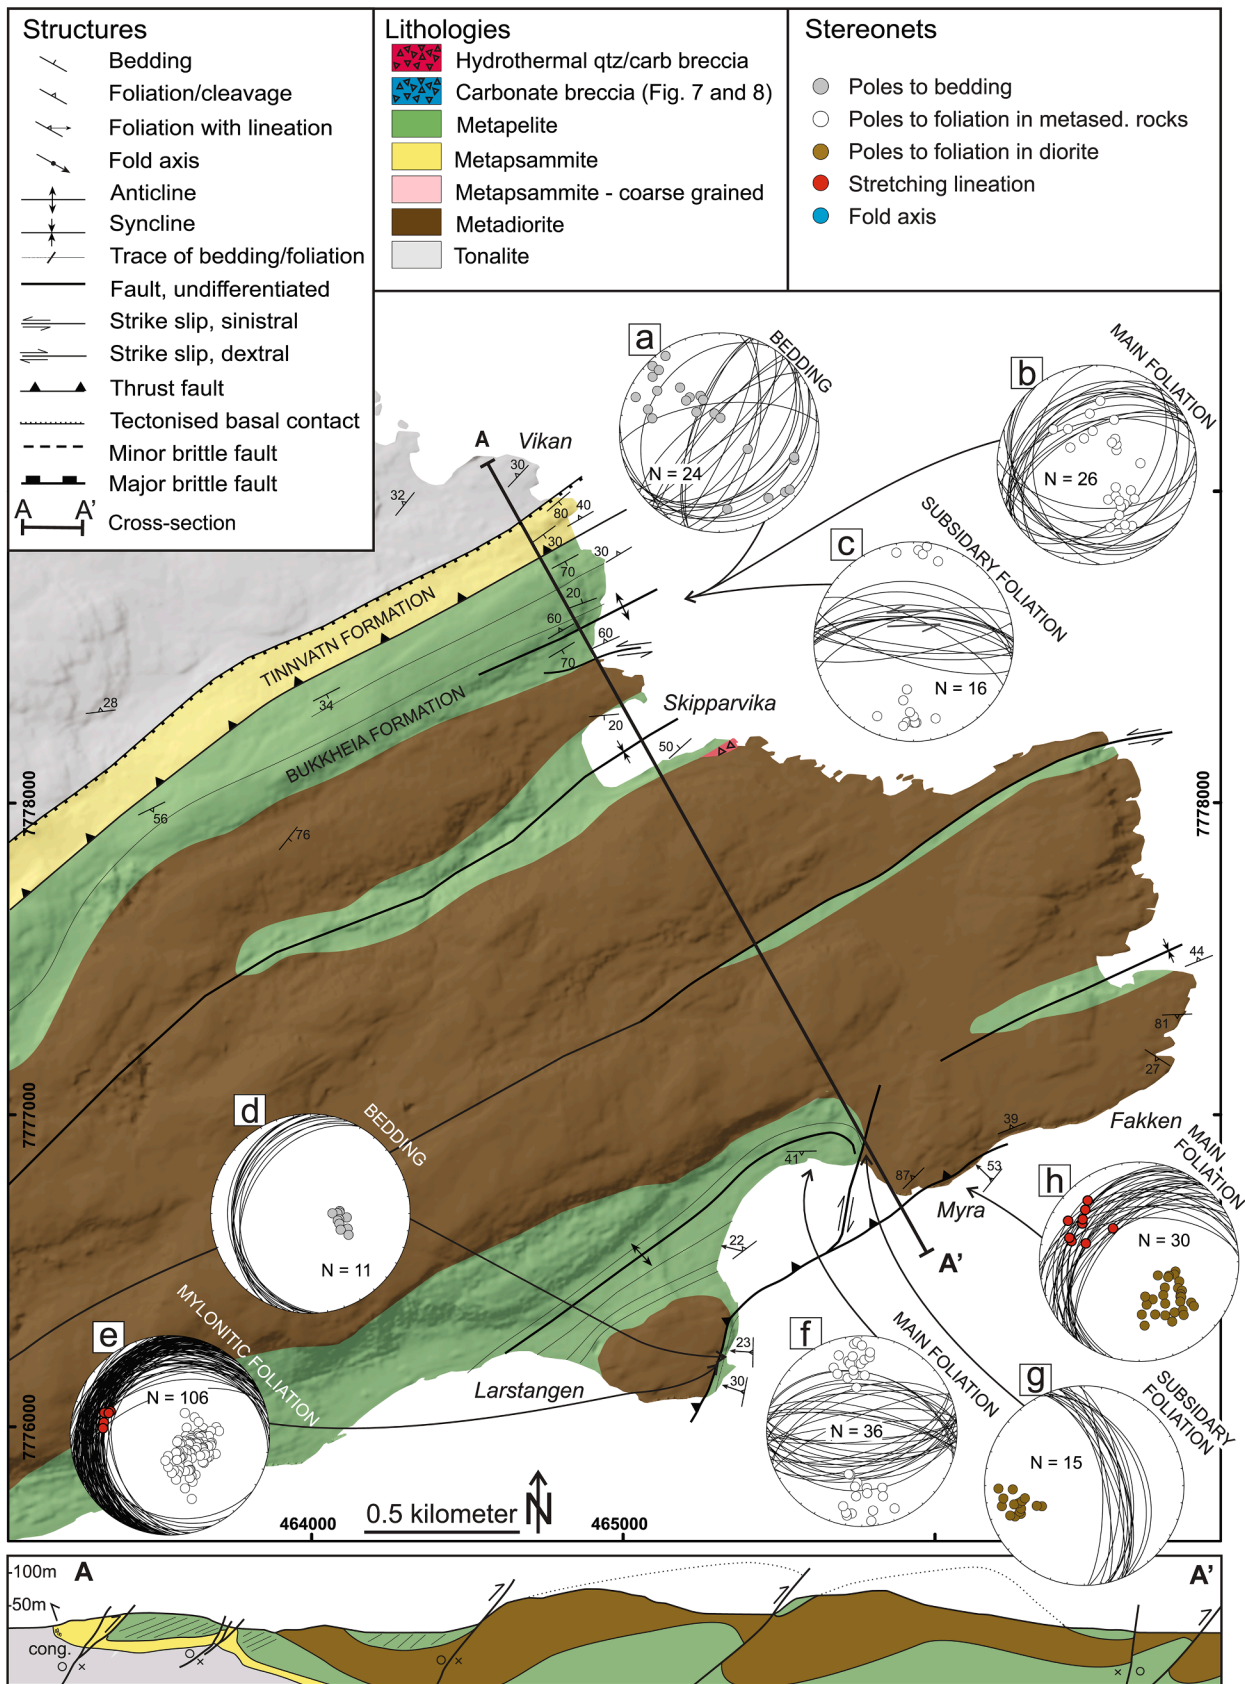 Structures
Bedding
Foliation/cleavage
Foliation with lineation
Fold axis
Anticline
Syncline
Trace of bedding/foliation
Fault, undifferentiated
Strike slip, sinistral
Strike slip, dextral
Thrust fault
Tectonised basal contact
Minor brittle fault
Major brittle fault
A A'
Cross-section
Lithologies
Hydrothermal qtz/carb breccia
Carbonate breccia (Fig. 7 and 8)
Metapelite
Metapsammite
Metapsammite - coarse grained
Metadiorite
Tonalite
Stereonets
Poles to bedding
Poles to foliation in metased. rocks
Poles to foliation in diorite
Stretching lineation
Fold axis
a
BEDDING
N = 24
b
MAIN FOLIATION
N = 26
c
SUBSIDARY FOLIATION
N = 16
A
Vikan
30
32
80
40
30
30
70
20
60
60
70
TINNVATN FORMATION
28
34
BUKKHEIA FORMATION
Skipparvika
20
50
56
76
7778000
7778000
44
81
27
7777000
39
Fakken
d
BEDDING
N = 11
41
87
53
Myra
A'
h
MAIN
FOLIATION
N = 30
22
23
30
MYLONITIC FOLIATION
e
N = 106
Larstangen
f
MAIN FOLIATION
N = 36
g
SUBSIDARY
FOLIATION
N = 15
7776000
0.5 kilometer
N
464000
465000
A
A'
100m
50m
cong.